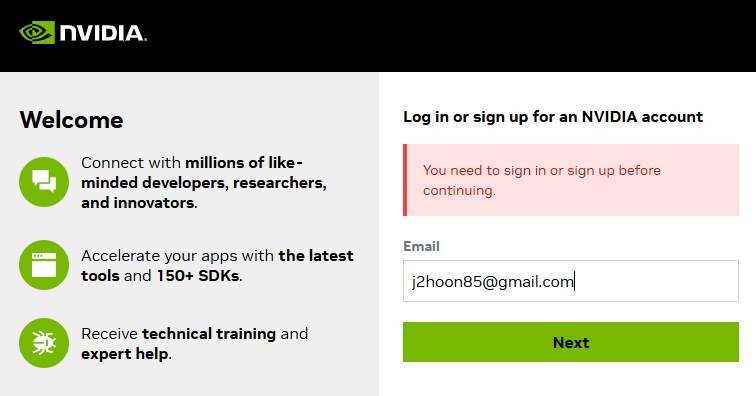 NVIDIA.
Welcome
Connect with millions of like-
minded developers, researchers,
and innovators.
Accelerate your apps with the latest
tools and 150+ SDKs.
Receive technical training and
expert help.
Log in or sign up for an NVIDIA account
You need to sign in or sign up before
continuing.
Email
j2hoon85@gmail.com
Next